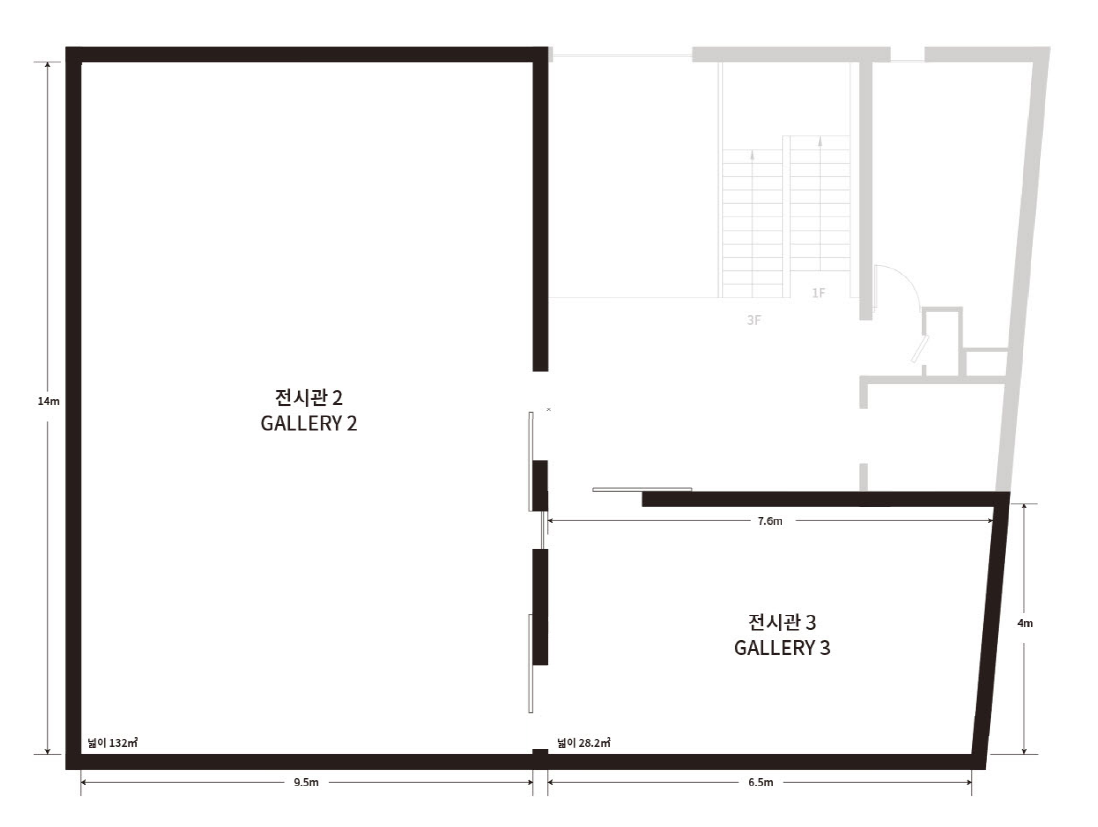 1F
3F
전시관 2
GALLERY 2
14m
7.6m
전시관 3
GALLERY 3
4m
넓이 132㎡
넓이 28.2㎡
9.5m
6.5m